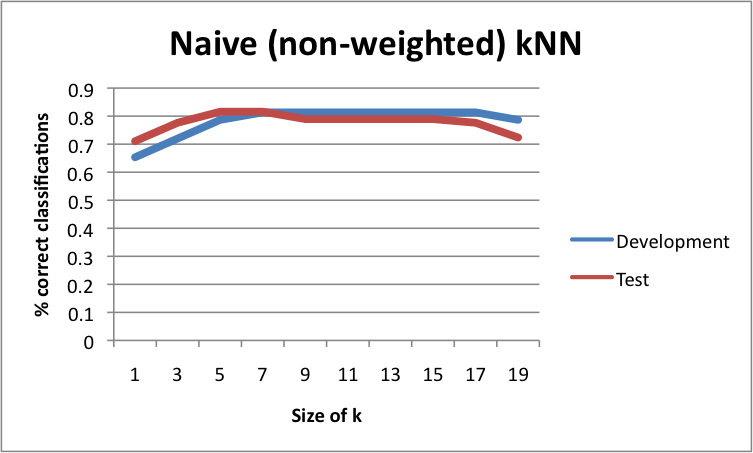 Naive (non-weighted) kNN
% correct classifications
0.9
0.8
0.7
0.6
0.5
0.4
0.3
0.2
0.1
0
1 3 5 7 9 11 13 15 17 19
Size of k
Development
Test